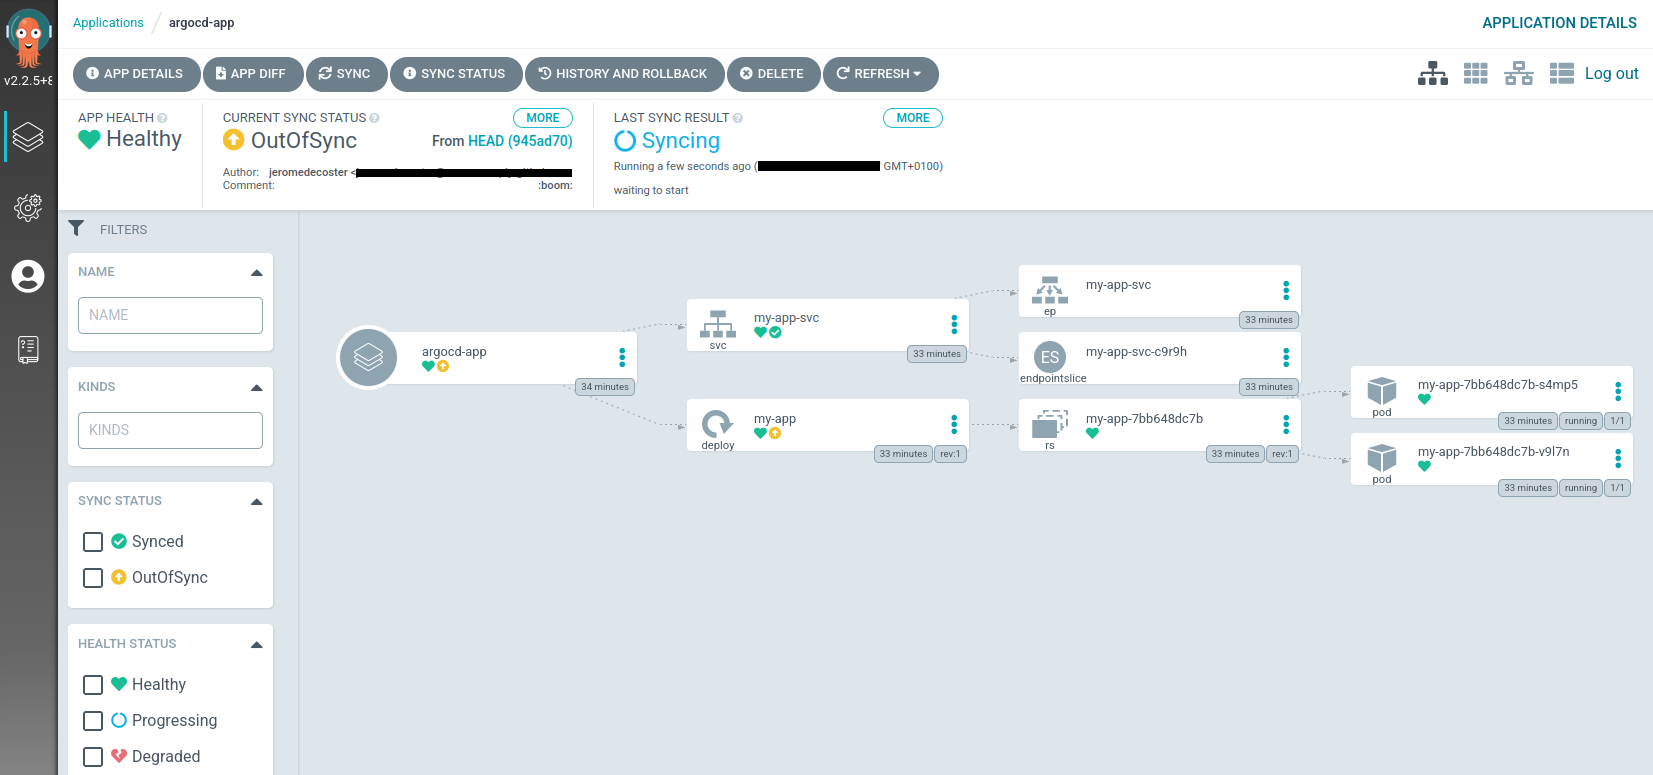 v2.2.5+8
Applications / argocd-app
APPLICATION DETAILS
APP DETAILS
APP DIFF
SYNC
SYNC STATUS
HISTORY AND ROLLBACK
DELETE
REFRESH
Log out
APP HEALTH
Healthy
CURRENT SYNC STATUS
MORE
OutOfSync
From HEAD (945ad70)
Author: jeromedecoster <
Comment: :boom:
LAST SYNC RESULT
MORE
Syncing
Running a few seconds ago ( GMT+0100)
waiting to start
FILTERS
NAME
NAME
KINDS
KINDS
SYNC STATUS
Synced
OutOfSync
HEALTH STATUS
Healthy
Progressing
Degraded
argocd-app
34 minutes
my-app-svc
svc
33 minutes
my-app
deploy
33 minutes
rev:1
my-app-svc
ep
33 minutes
ES
my-app-svc-c9r9h
endpointslice
33 minutes
my-app-7bb648dc7b
rs
33 minutes
rev:1
my-app-7bb648dc7b-s4mp5
pod
33 minutes
running
1/1
my-app-7bb648dc7b-v9l7n
pod
33 minutes
running
1/1